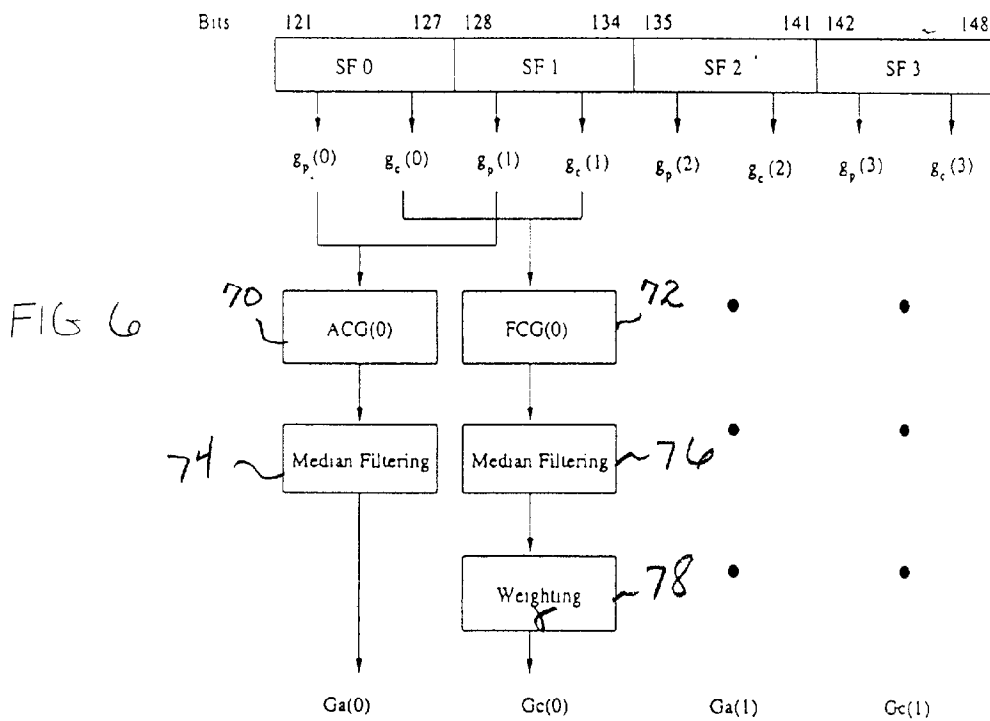 Bits 121 127 128 134 135 141 142 148
SF 0 SF 1 SF 2 SF 3
gp(0) gc(0) gp(1) gc(1) gp(2) gc(2) gp(3) gc(3)
FIG 6
70 ACG(0) FCG(0) 72
74 Median Filtering Median Filtering 76
Weighting 78
Ga(0) Gc(0) Ga(1) Gc(1)